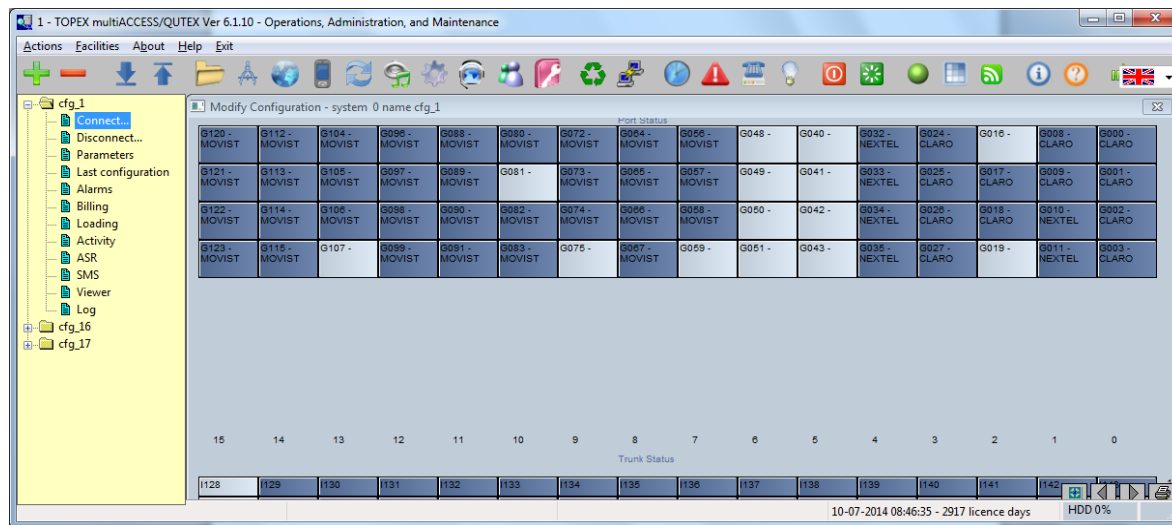 1 - TOPEX multiACCESS/QUTEX Ver 6.1.10 - Operations, Administration, and Maintenance
Actions Facilities About Help Exit
cfg_1
Connect...
Disconnect...
Parameters
Last configuration
Alarms
Billing
Loading
Activity
ASR
SMS
Viewer
Log
cfg_16
cfg_17
Modify Configuration - system 0 name cfg_1
Port Status
G120 - G112 - G104 - G096 - G088 - G080 - G072 - G064 - G056 - G048 - G040 - G032 - G024 - G016 - G008 - G000 -
MOVIST MOVIST MOVIST MOVIST MOVIST MOVIST MOVIST MOVIST MOVIST NEXTEL CLARO CLARO CLARO
G121 - G113 - G105 - G097 - G089 - G081 - G073 - G065 - G057 - G049 - G041 - G033 - G025 - G017 - G009 - G001 -
MOVIST MOVIST MOVIST MOVIST MOVIST MOVIST MOVIST MOVIST NEXTEL CLARO CLARO CLARO CLARO
G122 - G114 - G106 - G098 - G090 - G082 - G074 - G066 - G058 - G050 - G042 - G034 - G026 - G018 - G010 - G002 -
MOVIST MOVIST MOVIST MOVIST MOVIST MOVIST MOVIST MOVIST MOVIST NEXTEL CLARO CLARO NEXTEL CLARO
G123 - G115 - G107 - G099 - G091 - G083 - G075 - G067 - G059 - G051 - G043 - G035 - G027 - G019 - G011 - G003 -
MOVIST MOVIST MOVIST MOVIST MOVIST MOVIST NEXTEL CLARO NEXTEL CLARO
15 14 13 12 11 10 9 8 7 6 5 4 3 2 1 0
Trunk Status
I128 I129 I130 I131 I132 I133 I134 I135 I136 I137 I138 I139 I140 I141 I142
10-07-2014 08:46:35 - 2917 licence days HDD 0%